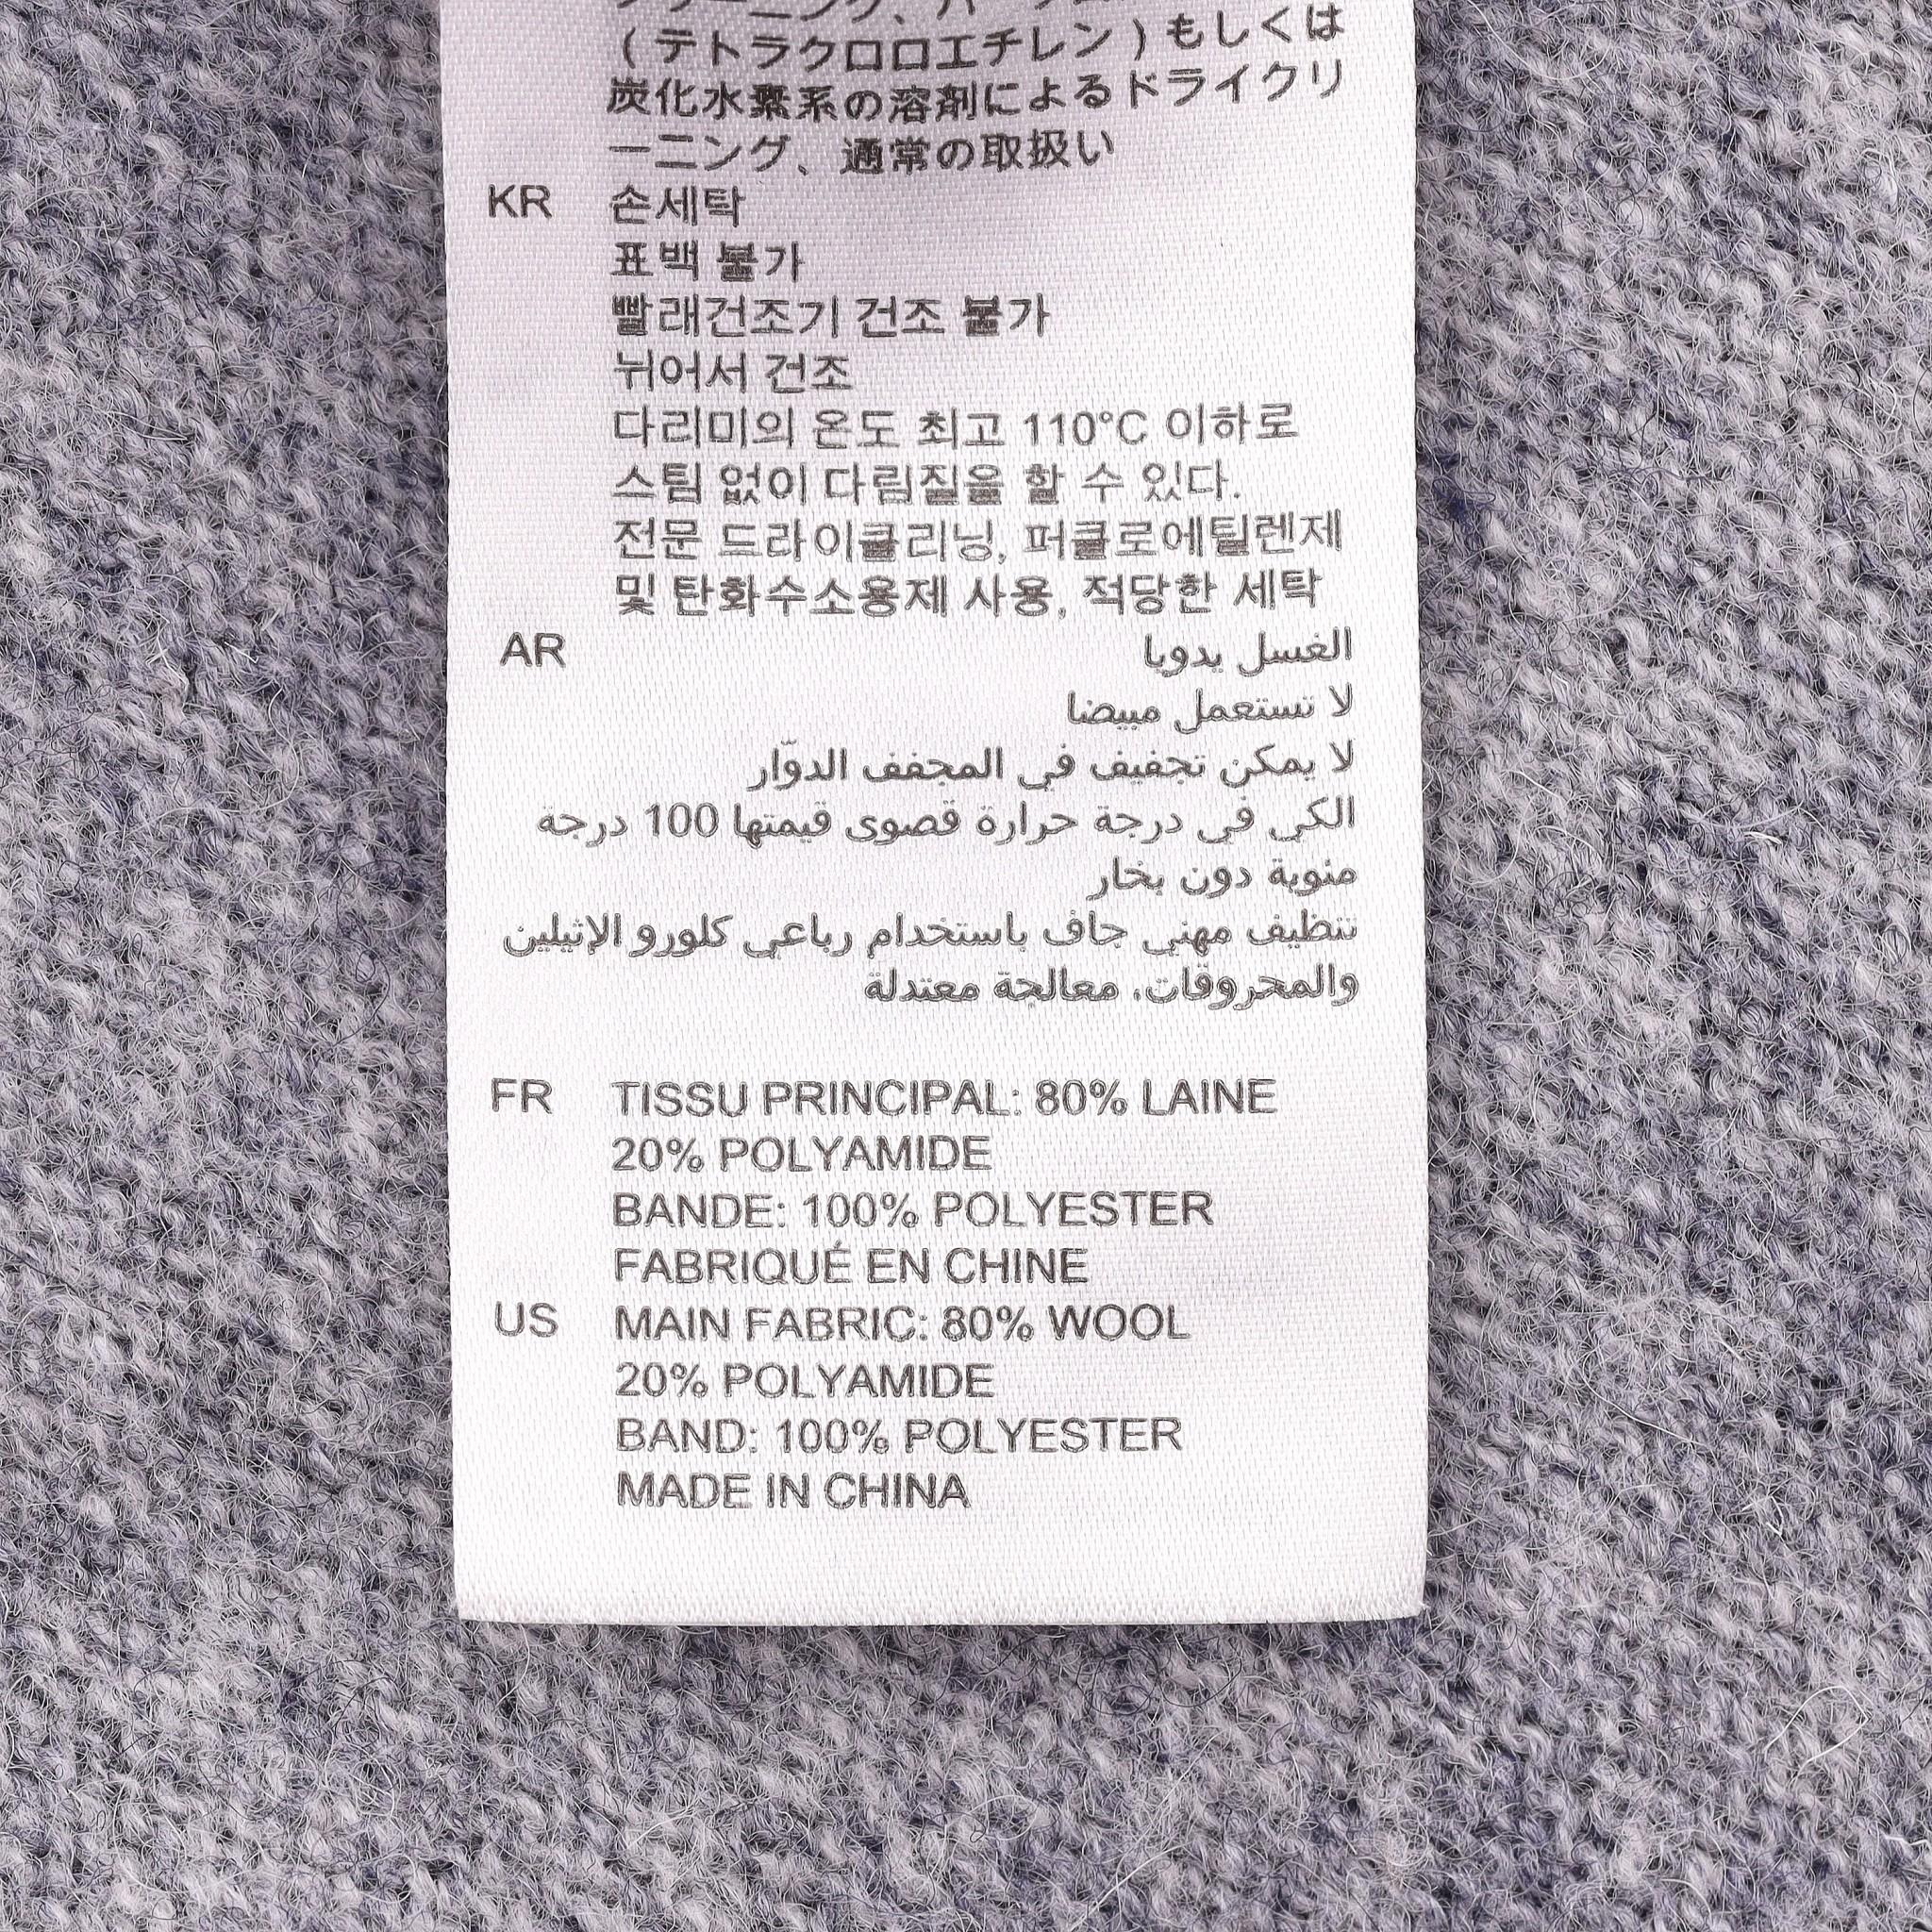 (テトラクロロエチレン)もしくは
炭化水素系の溶剤によるドライクリ
ーニング、通常の取扱い
KR 손세탁
표백 불가
빨래건조기 건조 불가
뉘어서 건조
다리미의 온도 최고 110°C 이하로
스팀 없이 다림질을 할 수 있다.
전문 드라이클리닝, 퍼클로에틸렌제
및 탄화수소용제 사용, 적당한 세탁
AR الغسل يدويا
لا تستعمل مبيضا
لا يمكن تجفيف في المجفف الدوّار
الكي في درجة حرارة قصوى قيمتها 100 درجة
مئوية دون بخار
تنظيف مهني جاف باستخدام رباعي كلورو الإثيلين
والمحروقات. معالجة معتدلة
FR TISSU PRINCIPAL: 80% LAINE
20% POLYAMIDE
BANDE: 100% POLYESTER
FABRIQUÉ EN CHINE
US MAIN FABRIC: 80% WOOL
20% POLYAMIDE
BAND: 100% POLYESTER
MADE IN CHINA